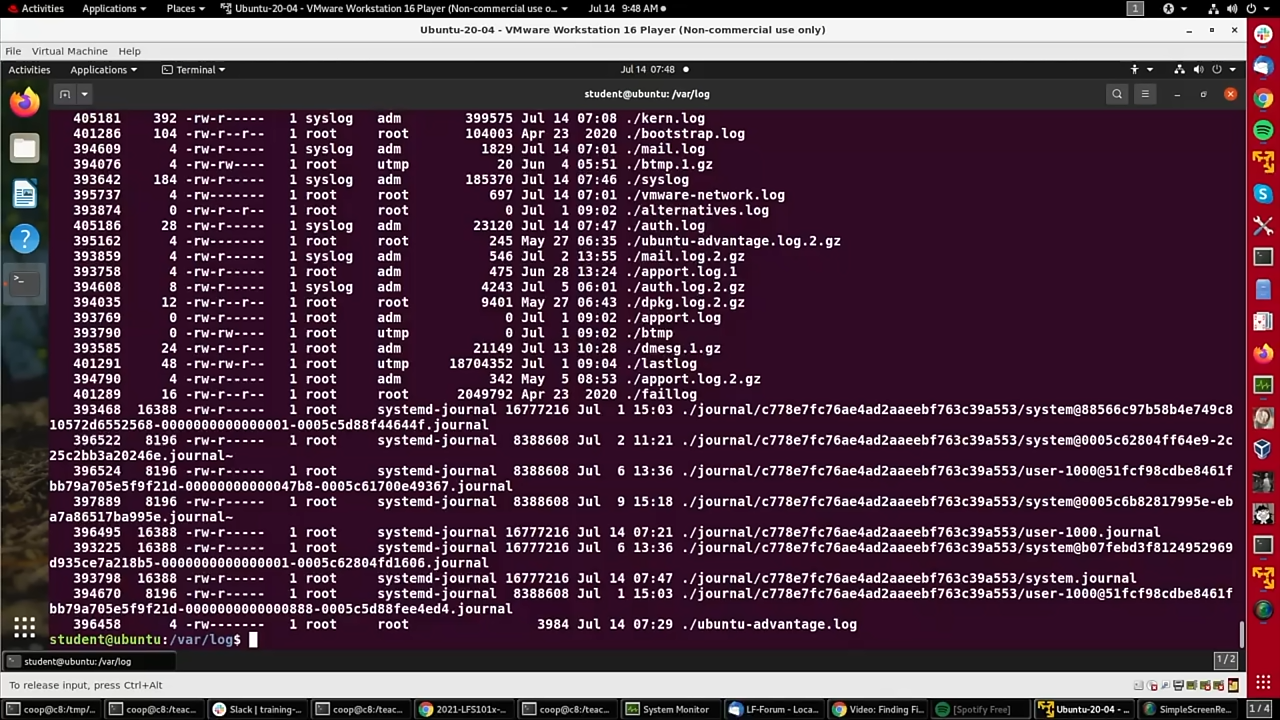 Activities Applications Places Ubuntu-20-04 - VMware Workstation 16 Player (Non-commercial use o... Jul 14 9:48 AM 1
Ubuntu-20-04 - VMware Workstation 16 Player (Non-commercial use only)
File Virtual Machine Help
Activities Applications Terminal Jul 14 07:48
student@ubuntu: /var/log
405181 392 -rw-r----- 1 syslog adm 399575 Jul 14 07:08 ./kern.log
401286 104 -rw-r--r-- 1 root root 104003 Apr 23 2020 ./bootstrap.log
394609 4 -rw-r----- 1 syslog adm 1829 Jul 14 07:01 ./mail.log
394076 4 -rw-rw---- 1 root utmp 20 Jun 4 05:51 ./btmp.1.gz
393642 184 -rw-r----- 1 syslog adm 185370 Jul 14 07:46 ./syslog
395737 4 -rw------- 1 root root 697 Jul 14 07:01 ./vmware-network.log
393874 0 -rw-r--r-- 1 root root 0 Jul 1 09:02 ./alternatives.log
405186 28 -rw-r----- 1 syslog adm 23120 Jul 14 07:47 ./auth.log
395162 4 -rw------- 1 root root 245 May 27 06:35 ./ubuntu-advantage.log.2.gz
393859 4 -rw-r----- 1 syslog adm 546 Jul 2 13:55 ./mail.log.2.gz
393758 4 -rw-r----- 1 root adm 475 Jun 28 13:24 ./apport.log.1
394608 8 -rw-r----- 1 syslog adm 4243 Jul 5 06:01 ./auth.log.2.gz
394035 12 -rw-r--r-- 1 root root 9401 May 27 06:43 ./dpkg.log.2.gz
393769 0 -rw-r----- 1 root adm 0 Jul 1 09:02 ./apport.log
393790 0 -rw-rw---- 1 root utmp 0 Jul 1 09:02 ./btmp
393585 24 -rw-r----- 1 root adm 21149 Jul 13 10:28 ./dmesg.1.gz
401291 48 -rw-rw-r-- 1 root utmp 18704352 Jul 1 09:04 ./lastlog
394790 4 -rw-r----- 1 root adm 342 May 5 08:53 ./apport.log.2.gz
401289 16 -rw-r--r-- 1 root root 2049792 Apr 23 2020 ./faillog
393468 16388 -rw-r----- 1 root systemd-journal 16777216 Jul 1 15:03 ./journal/c778e7fc76ae4ad2aaeebf763c39a553/system@88566c97b58b4e749c8
10572d6552568-0000000000000001-0005c5d88f44644f.journal
396522 8196 -rw-r----- 1 root systemd-journal 8388608 Jul 2 11:21 ./journal/c778e7fc76ae4ad2aaeebf763c39a553/system@0005c62804ff64e9-2c
25c2bb3a20246e.journal~
396524 8196 -rw-r----- 1 root systemd-journal 8388608 Jul 6 13:36 ./journal/c778e7fc76ae4ad2aaeebf763c39a553/user-1000@51fcf98cdbe8461f
bb79a705e5f9f21d-00000000000047b8-0005c61700e49367.journal
397889 8196 -rw-r----- 1 root systemd-journal 8388608 Jul 9 15:18 ./journal/c778e7fc76ae4ad2aaeebf763c39a553/system@0005c6b82817995e-eb
a7a86517ba995e.journal~
396495 16388 -rw-r----- 1 root systemd-journal 16777216 Jul 14 07:21 ./journal/c778e7fc76ae4ad2aaeebf763c39a553/user-1000.journal
393225 16388 -rw-r----- 1 root systemd-journal 16777216 Jul 6 13:36 ./journal/c778e7fc76ae4ad2aaeebf763c39a553/system@b07febd3f8124952969
d935ce7a218b5-0000000000000001-0005c62804fd1606.journal
393798 16388 -rw-r----- 1 root systemd-journal 16777216 Jul 14 07:47 ./journal/c778e7fc76ae4ad2aaeebf763c39a553/system.journal
394670 8196 -rw-r----- 1 root systemd-journal 8388608 Jul 1 15:03 ./journal/c778e7fc76ae4ad2aaeebf763c39a553/user-1000@51fcf98cdbe8461f
bb79a705e5f9f21d-0000000000000888-0005c5d88fee4ed4.journal
396458 4 -rw------- 1 root root 3984 Jul 14 07:29 ./ubuntu-advantage.log
student@ubuntu:/var/log$
student@ubuntu: /var/log 1/2
To release input, press Ctrl+Alt
coop@c8:/tmp/... coop@c8:/teac... Slack | training-... coop@c8:/teac... 2021-LFS101x-... coop@c8:/teac... System Monitor LF-Forum - Loca... Video: Finding Fi... [Spotify Free] Ubuntu-20-04 -... SimpleScreenRe... 1 / 4